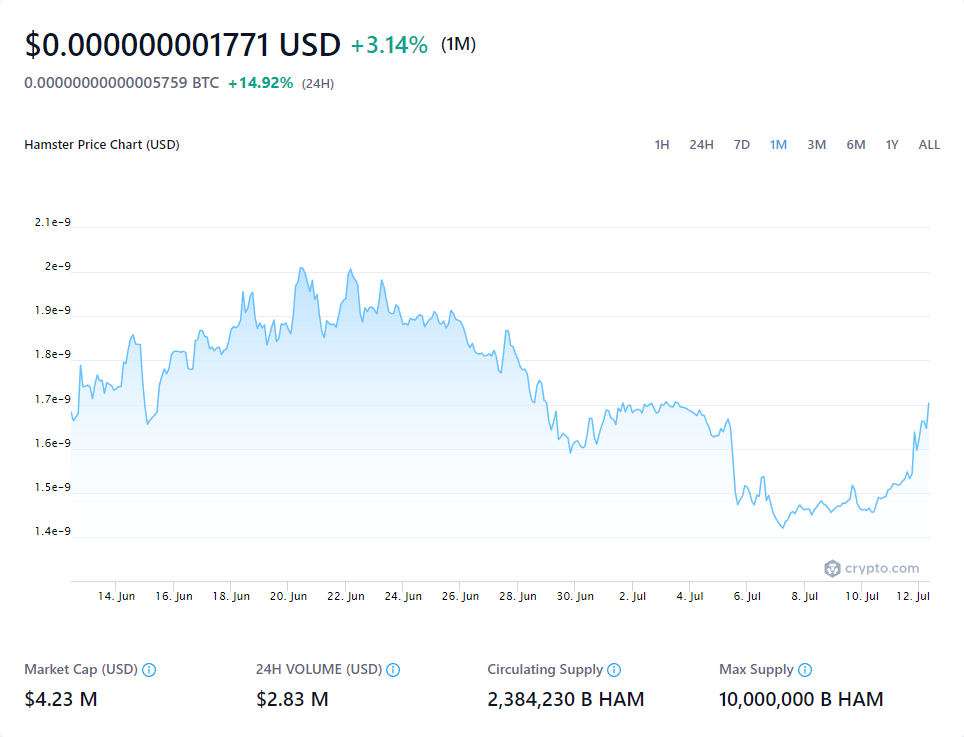 $0.000000001771 USD +3.14% (1M)
0.00000000000005759 BTC +14.92% (24H)
Hamster Price Chart (USD) 1H 24H 7D 1M 3M 6M 1Y ALL
2.1e-9
2e-9
1.9e-9
1.8e-9
1.7e-9
1.6e-9
1.5e-9
1.4e-9
crypto.com
14. Jun 16. Jun 18. Jun 20. Jun 22. Jun 24. Jun 26. Jun 28. Jun 30. Jun 2. Jul 4. Jul 6. Jul 8. Jul 10. Jul 12. Jul
Market Cap (USD) 24H VOLUME (USD) Circulating Supply Max Supply
$4.23 M $2.83 M 2,384,230 B HAM 10,000,000 B HAM